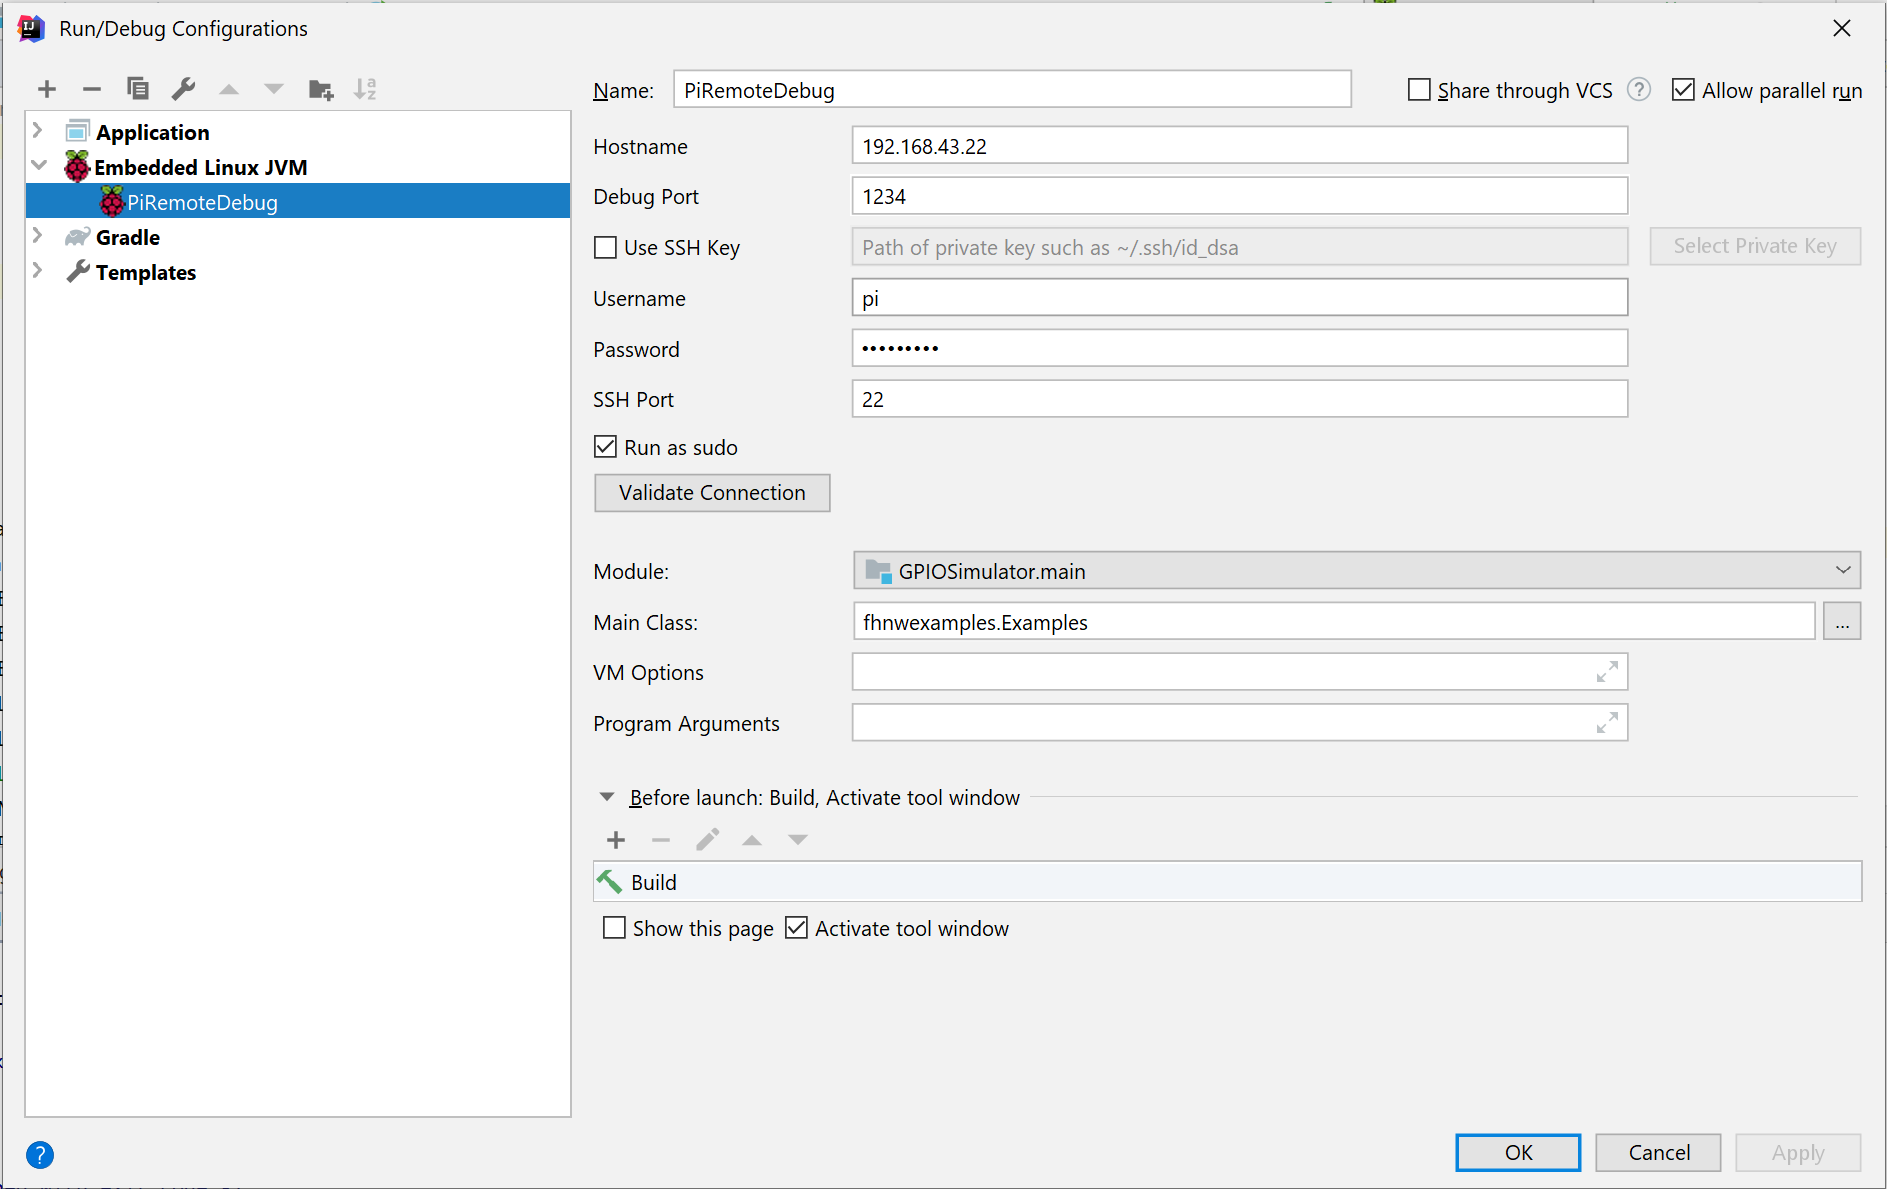 Run/Debug Configurations
Name: PiRemoteDebug Share through VCS ? Allow parallel run
Application
Embedded Linux JVM
PiRemoteDebug
Gradle
Templates
Hostname 192.168.43.22
Debug Port 1234
Use SSH Key Path of private key such as ~/.ssh/id_dsa Select Private Key
Username pi
Password •••••••••
SSH Port 22
Run as sudo
Validate Connection
Module: GPIOSimulator.main
Main Class: fhnwexamples.Examples ...
VM Options
Program Arguments
Before launch: Build, Activate tool window
Build
Show this page Activate tool window
? OK Cancel Apply